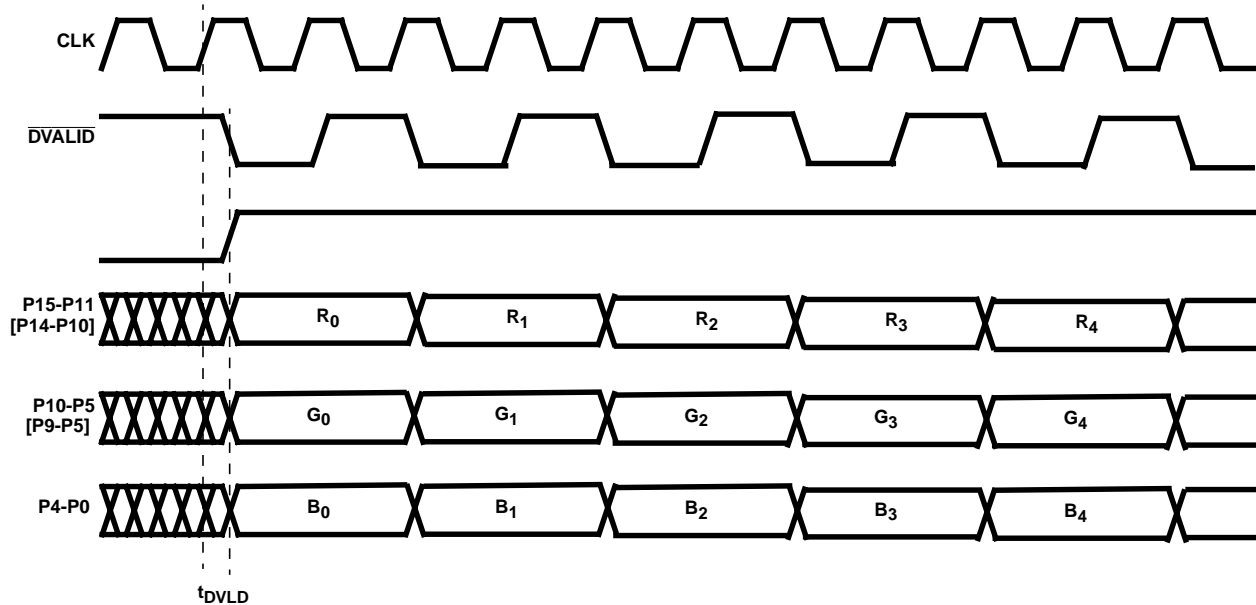 CLK
DVALID
P15-P11
[P14-P10]
R0 R1 R2 R3 R4
P10-P5
[P9-P5]
G0 G1 G2 G3 G4
P4-P0
B0 B1 B2 B3 B4
tDVLD